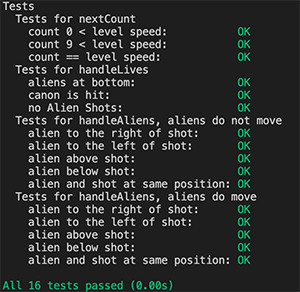 Tests
Tests for nextCount
count 0 < level speed: OK
count 9 < level speed: OK
count == level speed: OK
Tests for handleLives
aliens at bottom: OK
canon is hit: OK
no Alien Shots: OK
Tests for handleAliens, aliens do not move
alien to the right of shot: OK
alien to the left of shot: OK
alien above shot: OK
alien below shot: OK
alien and shot at same position: OK
Tests for handleAliens, aliens do move
alien to the right of shot: OK
alien to the left of shot: OK
alien above shot: OK
alien below shot: OK
alien and shot at same position: OK
All 16 tests passed (0.00s)